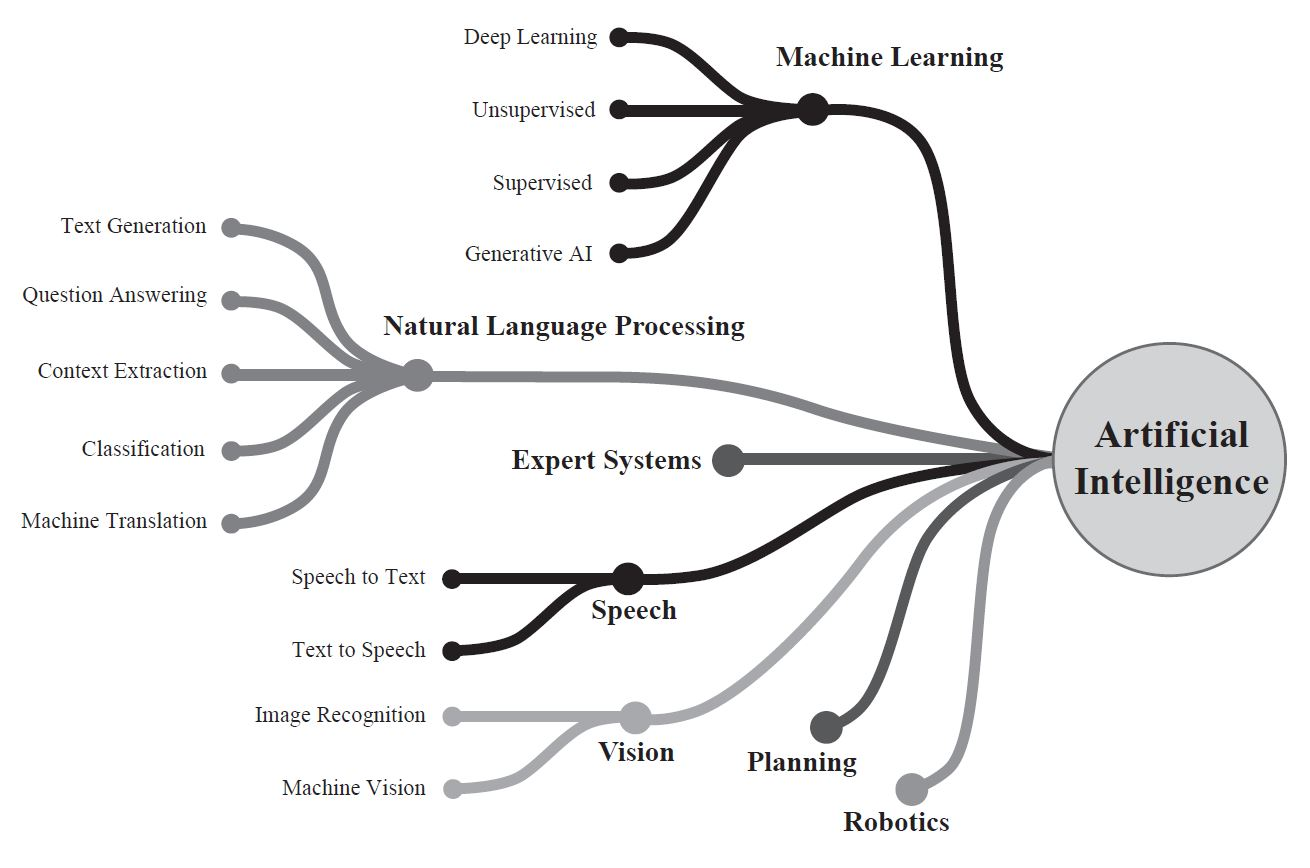 Deep Learning
Machine Learning
Unsupervised
Supervised
Generative AI
Text Generation
Question Answering
Natural Language Processing
Context Extraction
Classification
Machine Translation
Expert Systems
Artificial
Intelligence
Speech to Text
Speech
Text to Speech
Image Recognition
Vision
Machine Vision
Planning
Robotics